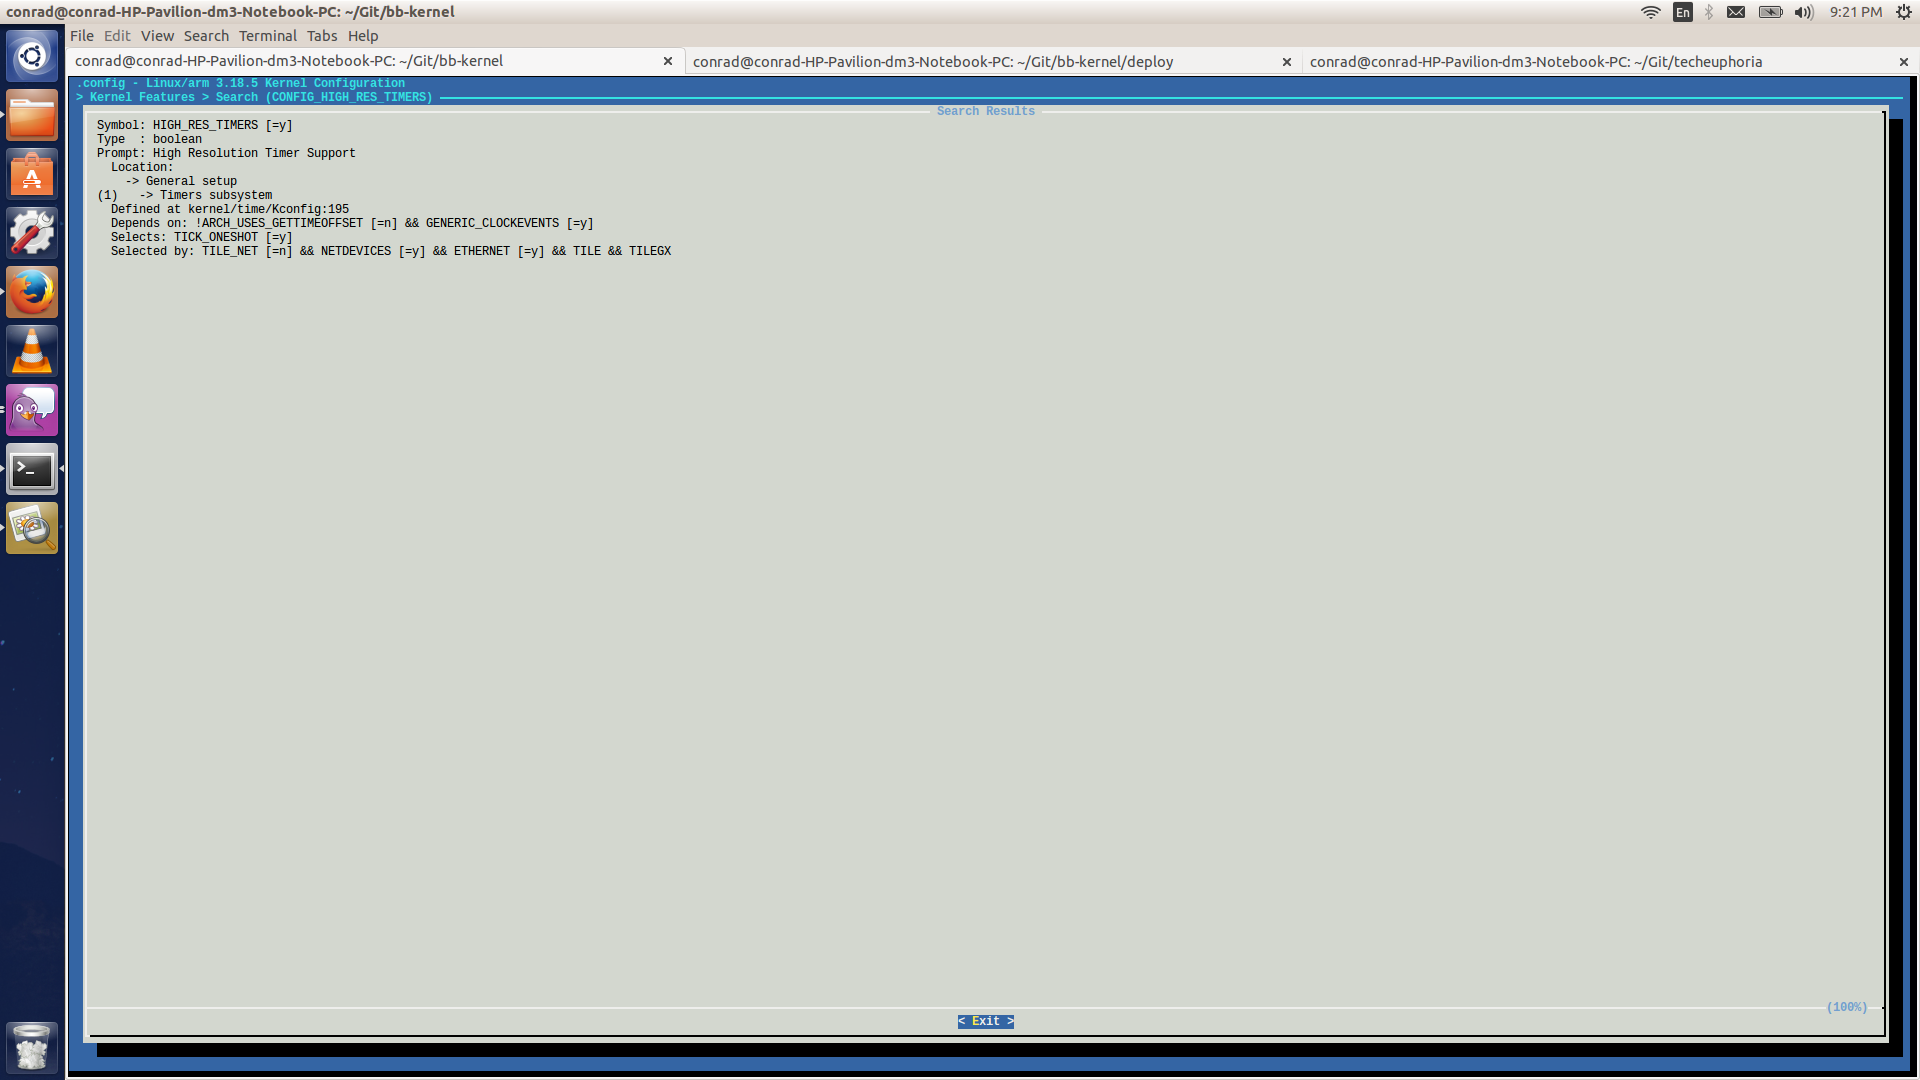 conrad@conrad-HP-Pavilion-dm3-Notebook-PC: ~/Git/bb-kernel
En
9:21 PM
File Edit View Search Terminal Tabs Help
conrad@conrad-HP-Pavilion-dm3-Notebook-PC: ~/Git/bb-kernel ×
conrad@conrad-HP-Pavilion-dm3-Notebook-PC: ~/Git/bb-kernel/deploy ×
conrad@conrad-HP-Pavilion-dm3-Notebook-PC: ~/Git/techeuphoria ×
.config - Linux/arm 3.18.5 Kernel Configuration
> Kernel Features > Search (CONFIG_HIGH_RES_TIMERS)
Search Results
Symbol: HIGH_RES_TIMERS [=y]
Type  : boolean
Prompt: High Resolution Timer Support
  Location:
    -> General setup
(1)   -> Timers subsystem
  Defined at kernel/time/Kconfig:195
  Depends on: !ARCH_USES_GETTIMEOFFSET [=n] && GENERIC_CLOCKEVENTS [=y]
  Selects: TICK_ONESHOT [=y]
  Selected by: TILE_NET [=n] && NETDEVICES [=y] && ETHERNET [=y] && TILE && TILEGX
(100%)
< Exit >